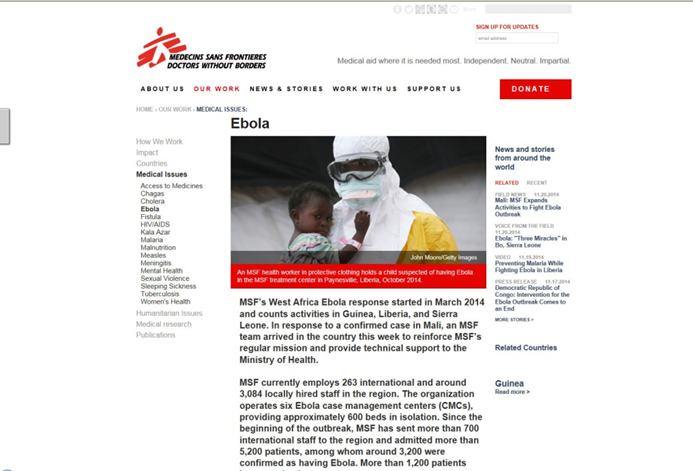 SIGN UP FOR UPDATES
email address
MEDECINS SANS FRONTIERES
DOCTORS WITHOUT BORDERS
Medical aid where it is needed most. Independent. Neutral. Impartial.
ABOUT US OUR WORK NEWS & STORIES WORK WITH US SUPPORT US DONATE
HOME › OUR WORK › MEDICAL ISSUES:
Ebola
How We Work
Impact
Countries
Medical Issues
Access to Medicines
Chagas
Cholera
Ebola
Fistula
HIV/AIDS
Kala Azar
Malaria
Malnutrition
Measles
Meningitis
Mental Health
Sexual Violence
Sleeping Sickness
Tuberculosis
Women's Health
Humanitarian Issues
Medical research
Publications
John Moore/Getty Images
An MSF health worker in protective clothing holds a child suspected of having Ebola
in the MSF treatment center in Paynesville, Liberia, October 2014.
MSF's West Africa Ebola response started in March 2014
and counts activities in Guinea, Liberia, and Sierra
Leone. In response to a confirmed case in Mali, an MSF
team arrived in the country this week to reinforce MSF's
regular mission and provide technical support to the
Ministry of Health.
MSF currently employs 263 international and around
3,084 locally hired staff in the region. The organization
operates six Ebola case management centers (CMCs),
providing approximately 600 beds in isolation. Since the
beginning of the outbreak, MSF has sent more than 700
international staff to the region and admitted more than
5,200 patients, among whom around 3,200 were
confirmed as having Ebola. More than 1,200 patients
News and stories
from around the
world
RELATED RECENT
FIELD NEWS 11.20.2014
Mali: MSF Expands
Activities to Fight Ebola
Outbreak
VOICE FROM THE FIELD
11.20.2014
Ebola: "Three Miracles" in
Bo, Sierra Leone
VIDEO 11.19.2014
Preventing Malaria While
Fighting Ebola in Liberia
PRESS RELEASE 11.17.2014
Democratic Republic of
Congo: Intervention for the
Ebola Outbreak Comes to
an End
MORE STORIES >
Related Countries
Guinea
Read more >